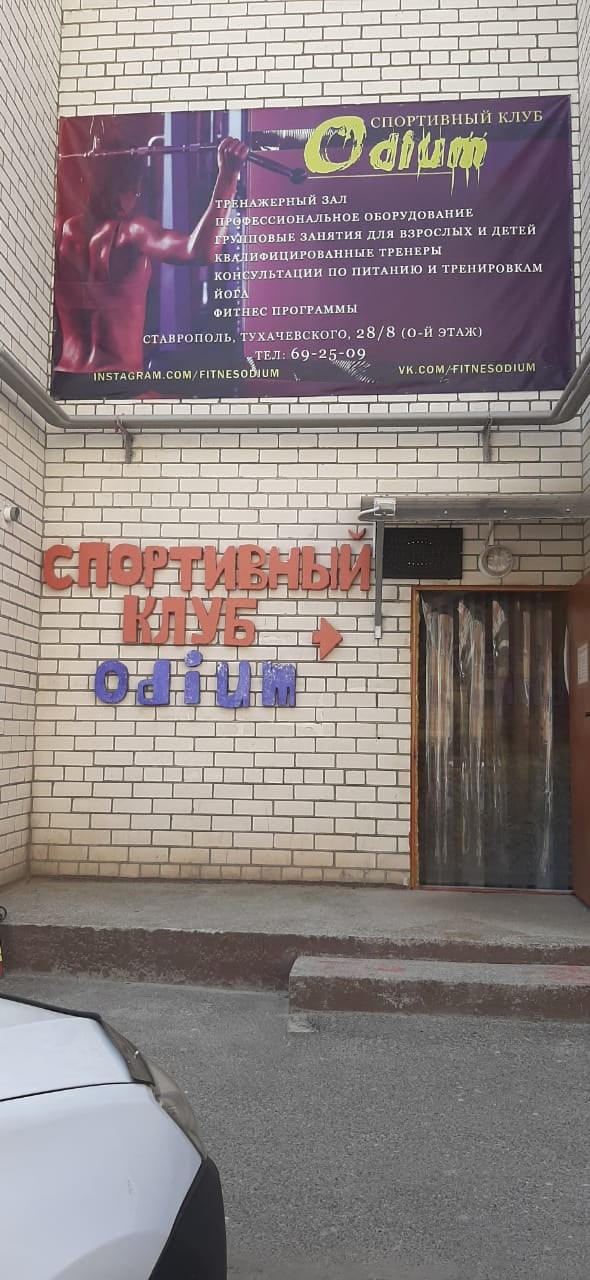 СПОРТИВНЫЙ КЛУБ
Odium
ТРЕНАЖЕРНЫЙ ЗАЛ
ПРОФЕССИОНАЛЬНОЕ ОБОРУДОВАНИЕ
ГРУППОВЫЕ ЗАНЯТИЯ ДЛЯ ВЗРОСЛЫХ И ДЕТЕЙ
КВАЛИФИЦИРОВАННЫЕ ТРЕНЕРЫ
КОНСУЛЬТАЦИИ ПО ПИТАНИЮ И ТРЕНИРОВКАМ
ЙОГА
ФИТНЕС ПРОГРАММЫ
СТАВРОПОЛЬ, ТУХАЧЕВСКОГО, 28/8 (0-Й ЭТАЖ)
ТЕЛ: 69-25-09
INSTAGRAM.COM/FITNESODIUM VK.COM/FITNESODIUM
СПОРТИВНЫЙ
КЛУБ
odium